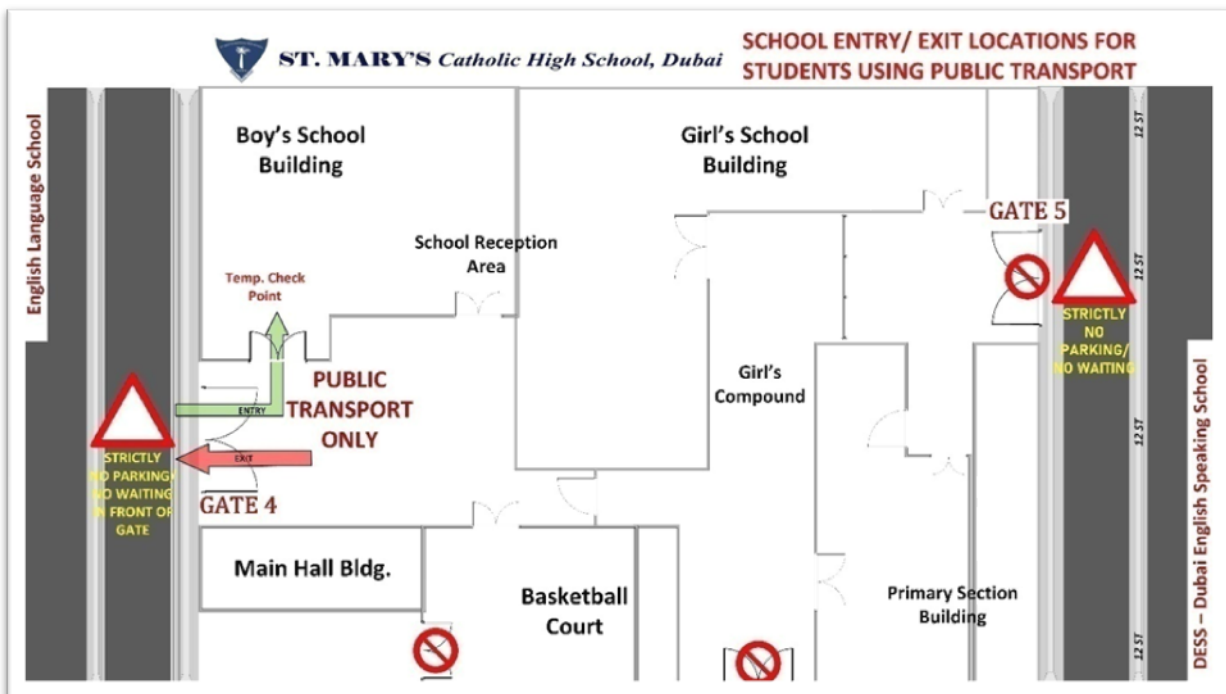 ST. MARY'S Catholic High School, Dubai
SCHOOL ENTRY/ EXIT LOCATIONS FOR
STUDENTS USING PUBLIC TRANSPORT
English Language School
Boy's School
Building
Girl's School
Building
12 ST
GATE 5
School Reception
Area
12 ST
Temp. Check
Point
STRICTLY
NO
PARKING/
NO WAITING
PUBLIC
TRANSPORT
ONLY
ENTRY
Girl's
Compound
12 ST
EXIT
STRICTLY
NO PARKING/
NO WAITING
IN FRONT OF
GATE
GATE 4
DESS – Dubai English Speaking School
Main Hall Bldg.
Basketball
Court
Primary Section
Building
12 ST